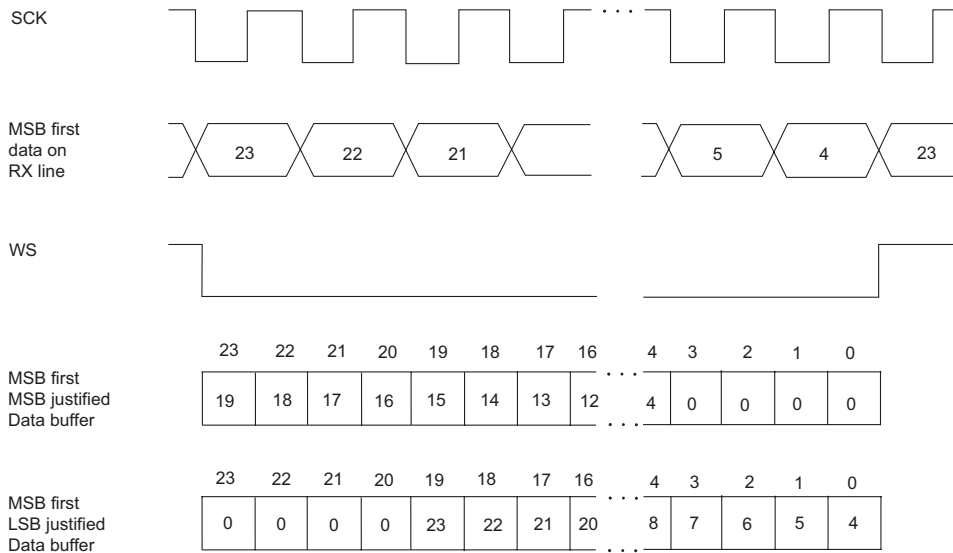 SCK
. . .
MSB first
data on
RX line
23 22 21 5 4 23
WS
23 22 21 20 19 18 17 16 4 3 2 1 0
. . .
MSB first
MSB justified
Data buffer
19 18 17 16 15 14 13 12 4 0 0 0 0
. . .
23 22 21 20 19 18 17 16 4 3 2 1 0
. . .
MSB first
LSB justified
Data buffer
0 0 0 0 23 22 21 20 8 7 6 5 4
. . .